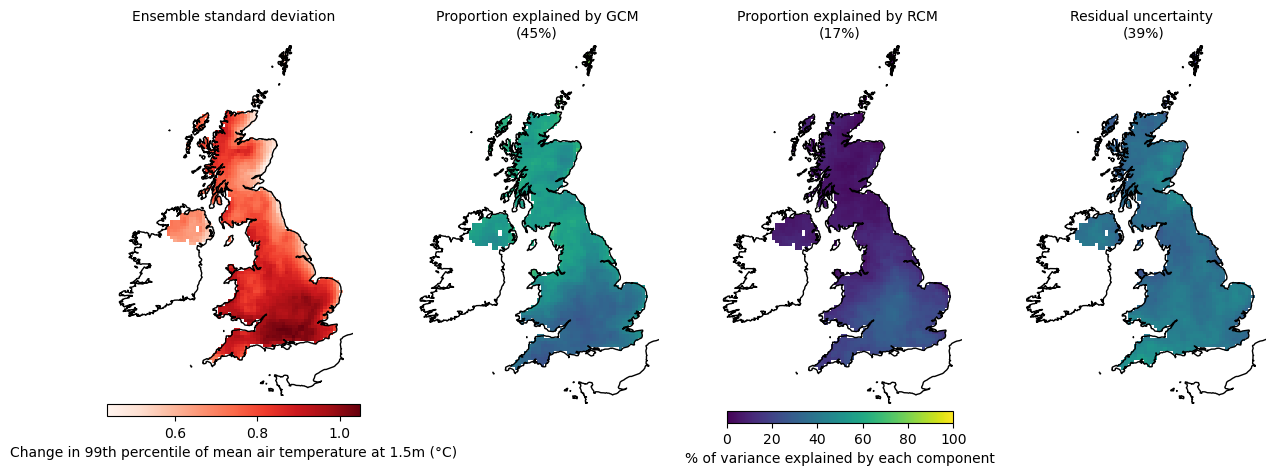 Ensemble standard deviation
Proportion explained by GCM
(45%)
Proportion explained by RCM
(17%)
Residual uncertainty
(39%)
0.6 0.8 1.0
Change in 99th percentile of mean air temperature at 1.5m (°C)
0 20 40 60 80 100
% of variance explained by each component